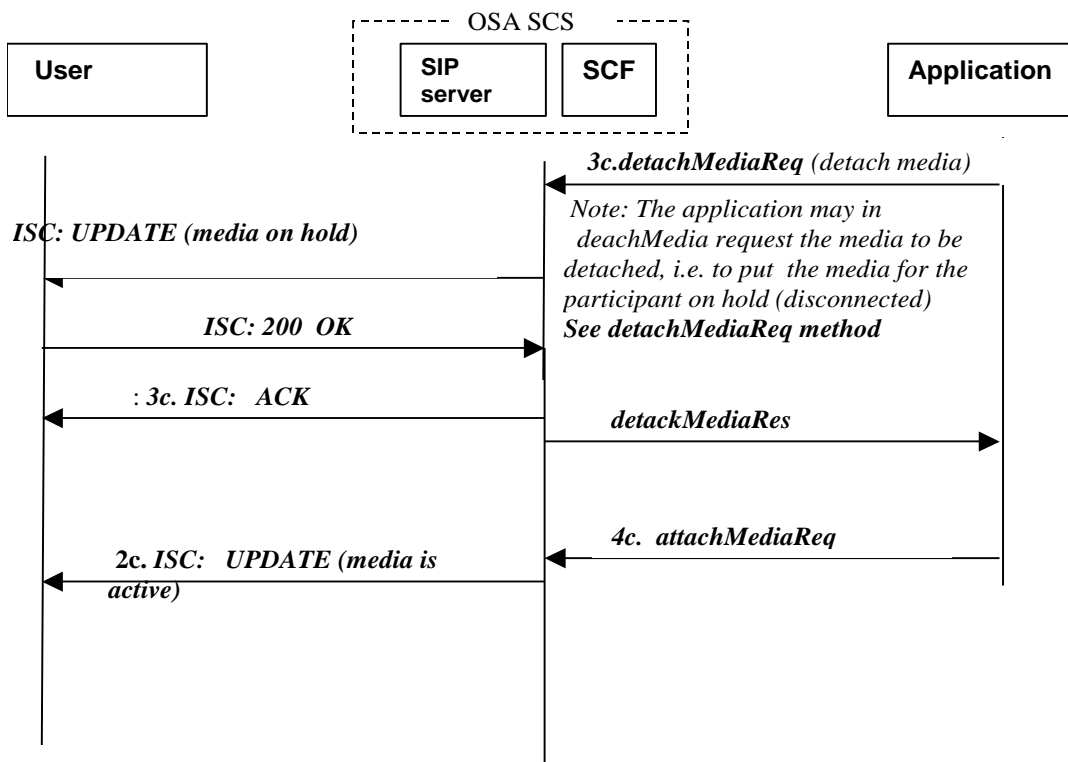 OSA SCS
User
SIP
server
SCF
Application
3c.detachMediaReq (detach media)
Note: The application may in
deachMedia request the media to be
detached, i.e. to put the media for the
participant on hold (disconnected)
See detachMediaReq method
ISC: UPDATE (media on hold)
ISC: 200 OK
: 3c. ISC: ACK
detackMediaRes
4c. attachMediaReq
2c. ISC: UPDATE (media is
active)